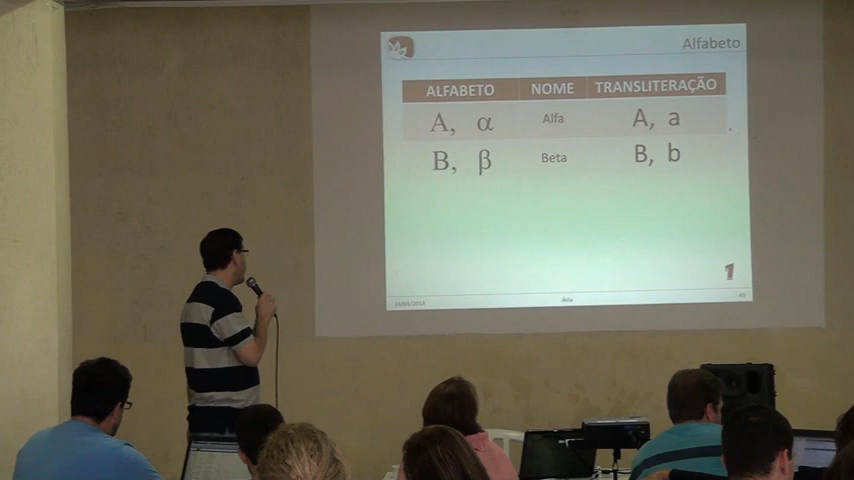 Alfabeto
ALFABETO NOME TRANSLITERAÇÃO
Α, α Alfa A, a
Β, β Beta B, b
1